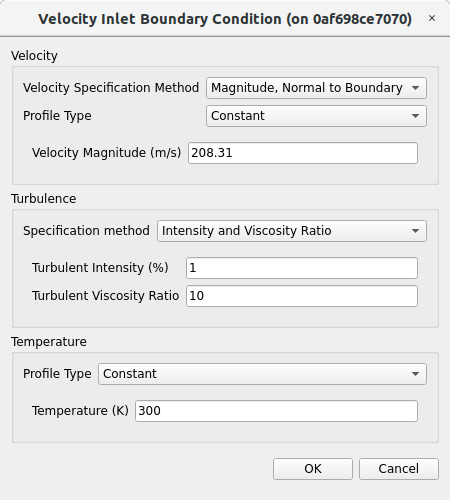 Velocity Inlet Boundary Condition (on 0af698ce7070) ×
Velocity
Velocity Specification Method Magnitude, Normal to Boundary
Profile Type Constant
Velocity Magnitude (m/s) 208.31
Turbulence
Specification method Intensity and Viscosity Ratio
Turbulent Intensity (%) 1
Turbulent Viscosity Ratio 10
Temperature
Profile Type Constant
Temperature (K) 300
OK Cancel